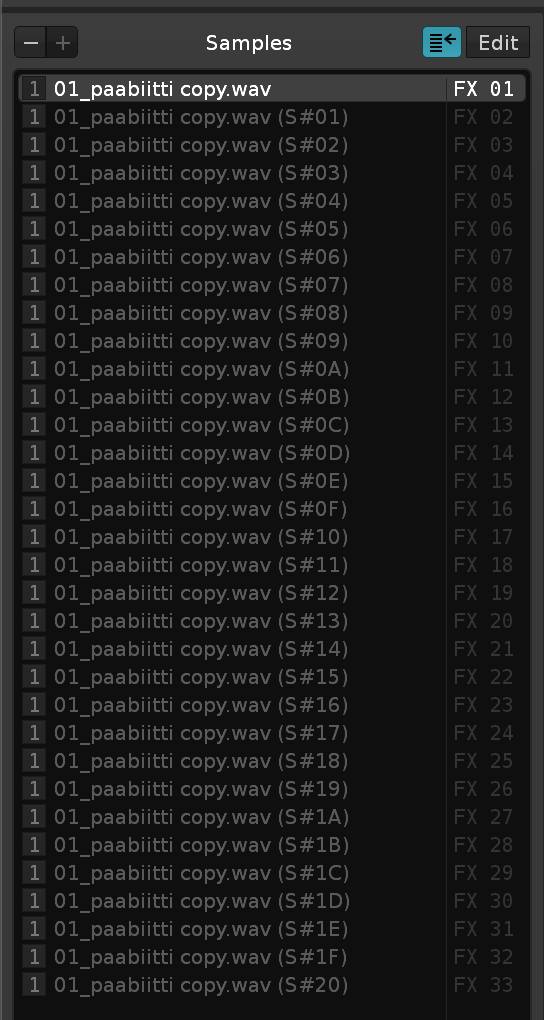 − + Samples Edit
1 01_paabiitti copy.wav FX 01
1 01_paabiitti copy.wav (S#01) FX 02
1 01_paabiitti copy.wav (S#02) FX 03
1 01_paabiitti copy.wav (S#03) FX 04
1 01_paabiitti copy.wav (S#04) FX 05
1 01_paabiitti copy.wav (S#05) FX 06
1 01_paabiitti copy.wav (S#06) FX 07
1 01_paabiitti copy.wav (S#07) FX 08
1 01_paabiitti copy.wav (S#08) FX 09
1 01_paabiitti copy.wav (S#09) FX 10
1 01_paabiitti copy.wav (S#0A) FX 11
1 01_paabiitti copy.wav (S#0B) FX 12
1 01_paabiitti copy.wav (S#0C) FX 13
1 01_paabiitti copy.wav (S#0D) FX 14
1 01_paabiitti copy.wav (S#0E) FX 15
1 01_paabiitti copy.wav (S#0F) FX 16
1 01_paabiitti copy.wav (S#10) FX 17
1 01_paabiitti copy.wav (S#11) FX 18
1 01_paabiitti copy.wav (S#12) FX 19
1 01_paabiitti copy.wav (S#13) FX 20
1 01_paabiitti copy.wav (S#14) FX 21
1 01_paabiitti copy.wav (S#15) FX 22
1 01_paabiitti copy.wav (S#16) FX 23
1 01_paabiitti copy.wav (S#17) FX 24
1 01_paabiitti copy.wav (S#18) FX 25
1 01_paabiitti copy.wav (S#19) FX 26
1 01_paabiitti copy.wav (S#1A) FX 27
1 01_paabiitti copy.wav (S#1B) FX 28
1 01_paabiitti copy.wav (S#1C) FX 29
1 01_paabiitti copy.wav (S#1D) FX 30
1 01_paabiitti copy.wav (S#1E) FX 31
1 01_paabiitti copy.wav (S#1F) FX 32
1 01_paabiitti copy.wav (S#20) FX 33